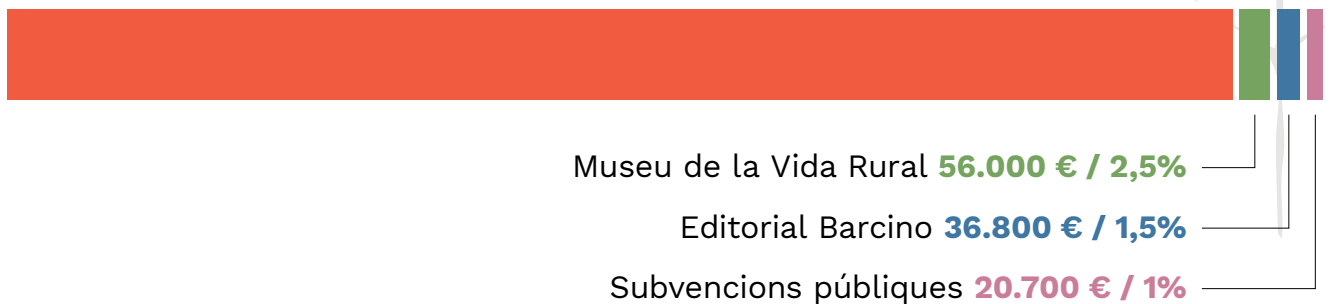 Museu de la Vida Rural 56.000 € / 2,5%
Editorial Barcino 36.800 € / 1,5%
Subvencions públiques 20.700 € / 1%